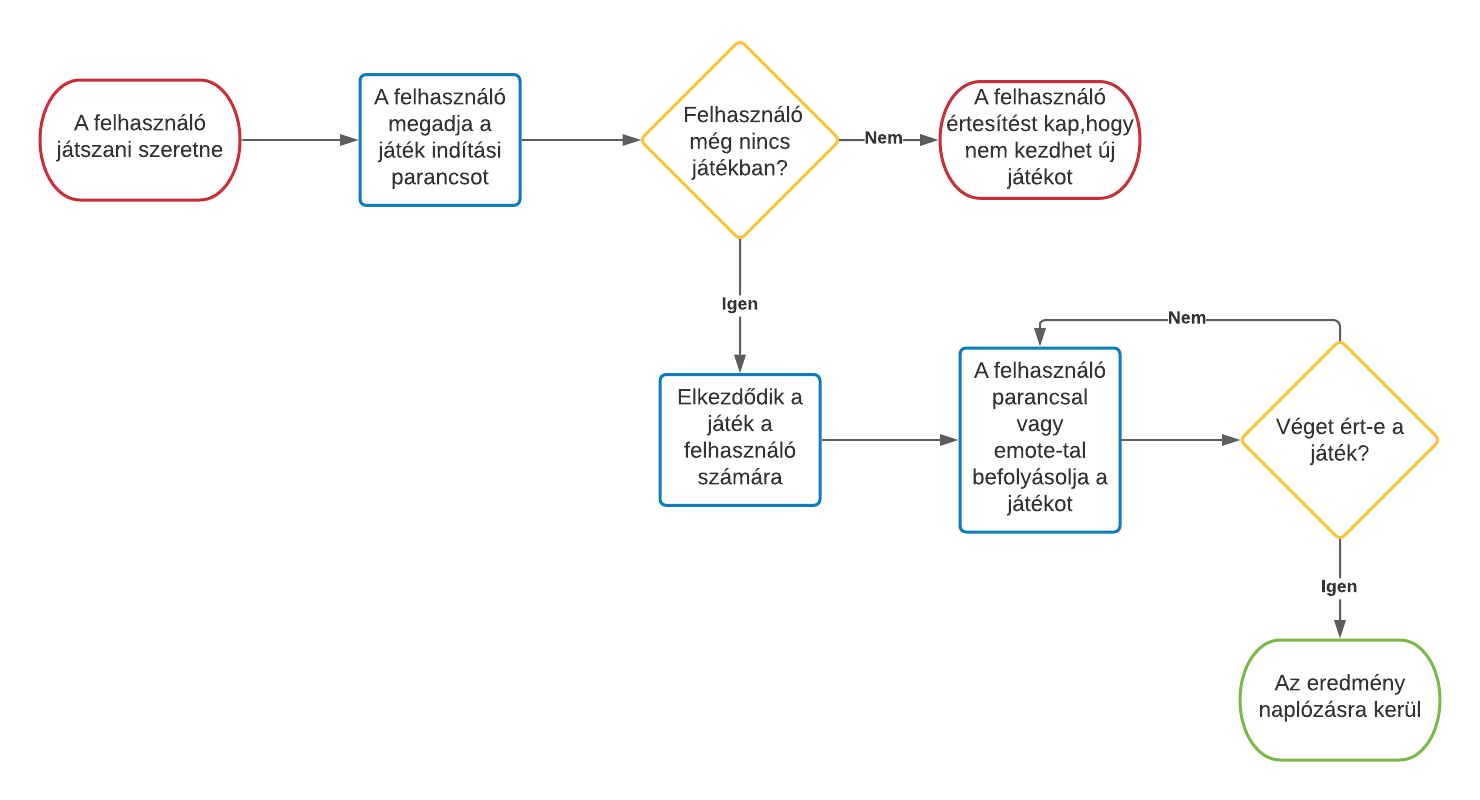 A felhasználó
játszani szeretne
A felhasználó
megadja a
játék indítási
parancsot
Felhasználó
még nincs
játékban?
Nem
A felhasználó
értesítést kap,hogy
nem kezdhet új
játékot
Igen
Elkezdődik a
játék a
felhasználó
számára
A felhasználó
parancsal
vagy
emote-tal
befolyásolja a
játékot
Nem
Véget ért-e a
játék?
Igen
Az eredmény
naplózásra kerül